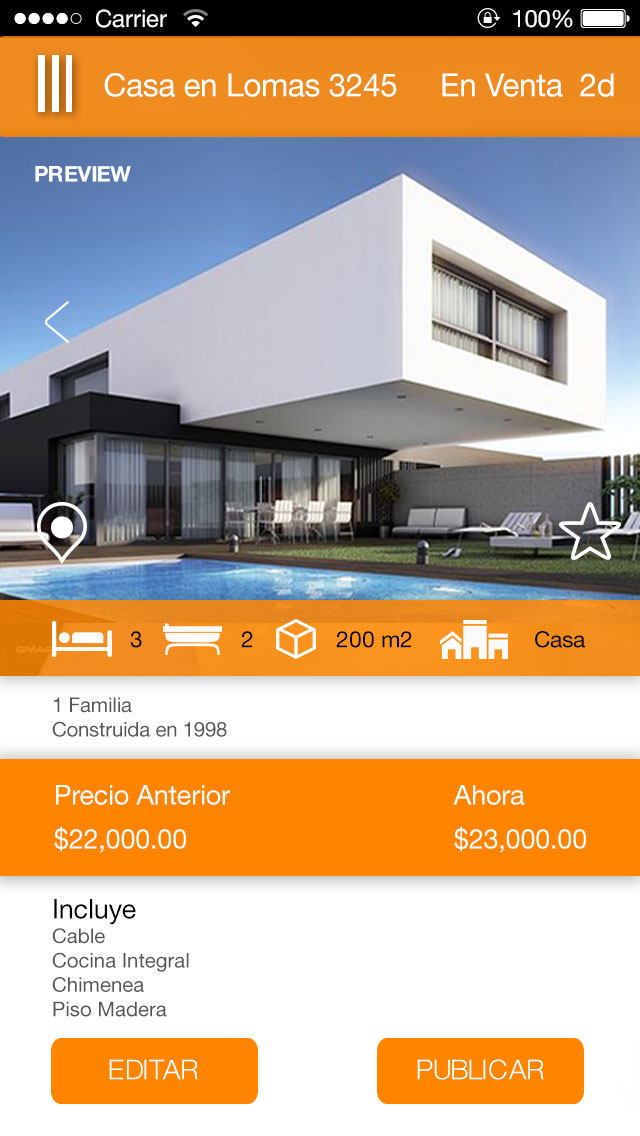 Carrier 100%
Casa en Lomas 3245 En Venta 2d
PREVIEW
3 2 200 m2 Casa
1 Familia
Construida en 1998
Precio Anterior Ahora
$22,000.00 $23,000.00
Incluye
Cable
Cocina Integral
Chimenea
Piso Madera
EDITAR PUBLICAR